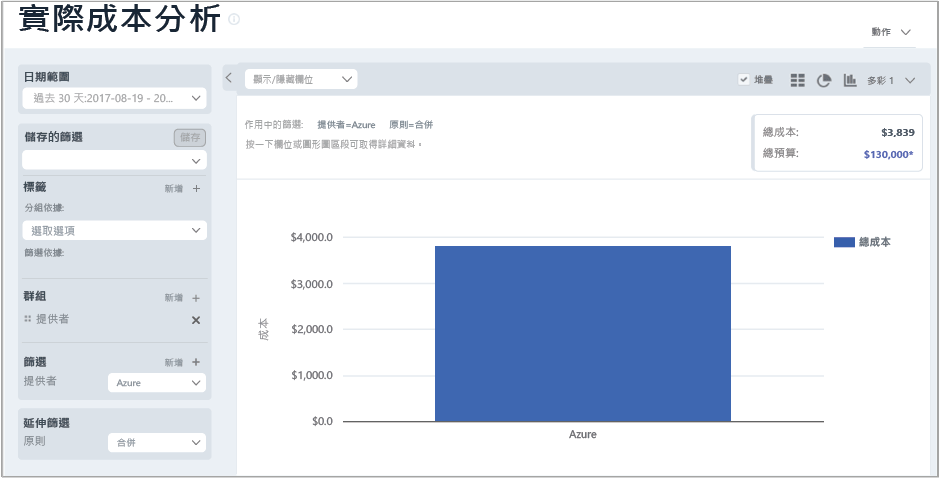 實際成本分析
動作
日期範圍
過去 30 天:2017-08-19 - 20...
儲存的篩選
儲存
標籤
新增 +
分組依據:
選取選項
篩選依據:
群組
新增 +
提供者
篩選
新增 +
提供者
Azure
延伸篩選
原則
合併
顯示/隱藏欄位
堆疊
多彩 1
作用中的篩選: 提供者=Azure 原則=合併
按一下欄位或圖形圖區段可取得詳細資料。
總成本: $3,839
總預算: $130,000*
$4,000.0
$3,000.0
$2,000.0
$1,000.0
$0.0
成本
Azure
總成本